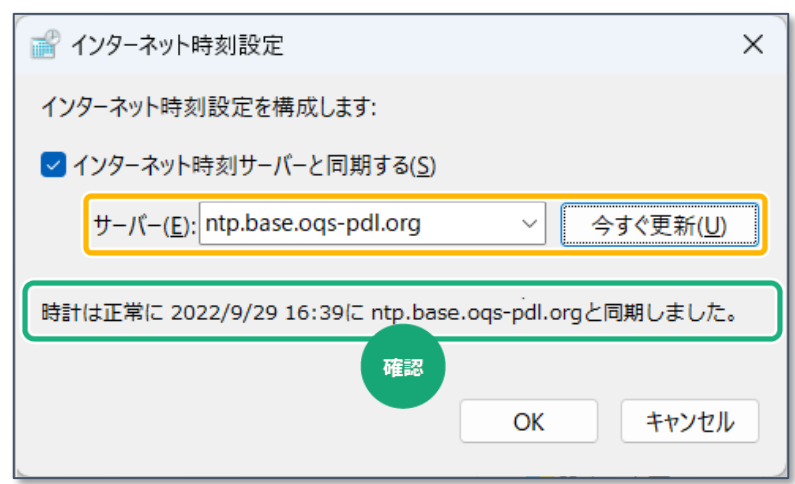 インターネット時刻設定
インターネット時刻設定を構成します:
インターネット時刻サーバーと同期する(S)
サーバー(E): ntp.base.oqs-pdl.org 今すぐ更新(U)
時計は正常に 2022/9/29 16:39に ntp.base.oqs-pdl.orgと同期しました。
確認
OK キャンセル